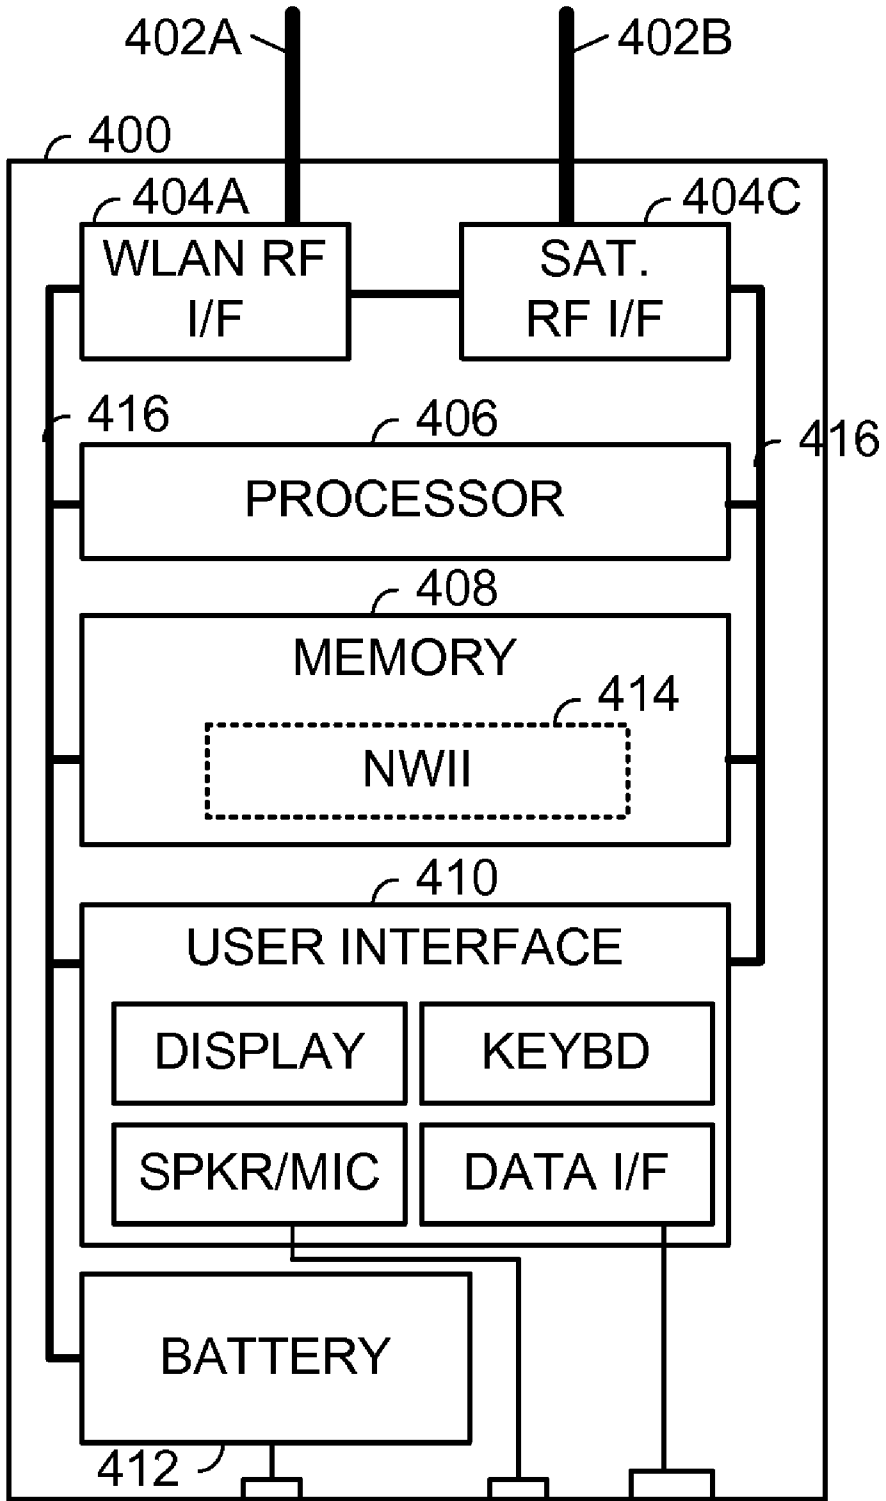 402A
402B
400
404A
404C
WLAN RF
I/F
SAT.
RF I/F
416
406
416
PROCESSOR
408
MEMORY
414
NWII
410
USER INTERFACE
DISPLAY
KEYBD
SPKR/MIC
DATA I/F
BATTERY
412